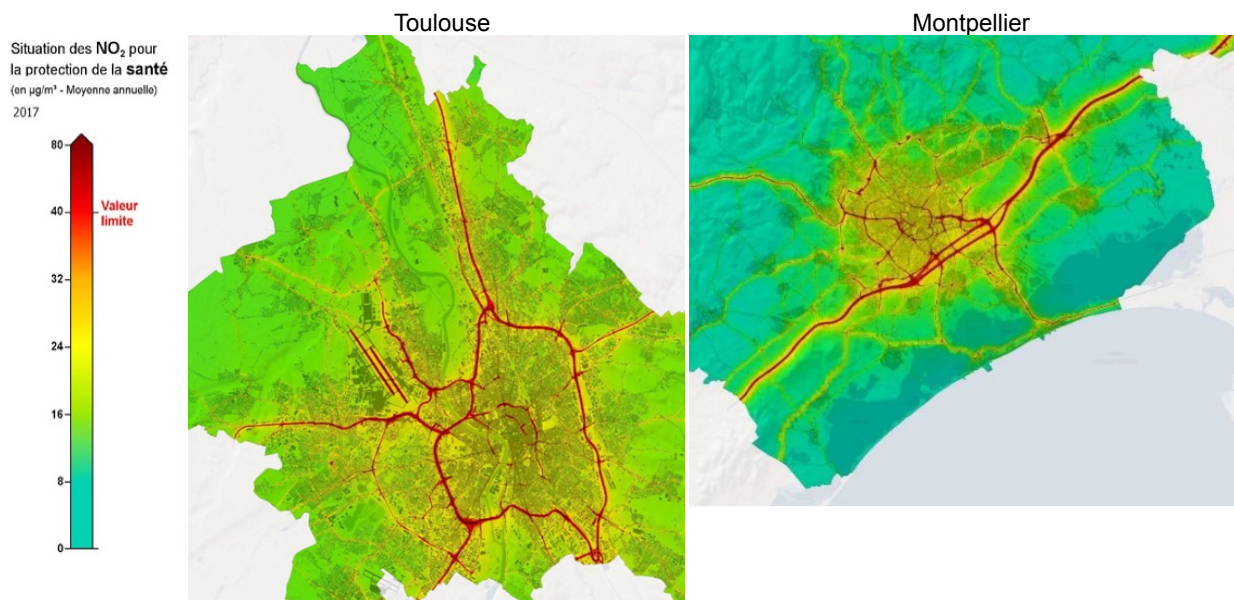 Toulouse
Montpellier
Situation des NO₂ pour
la protection de la santé
(en µg/m³ - Moyenne annuelle)
2017
80
40
Valeur
limite
32
24
16
8
0